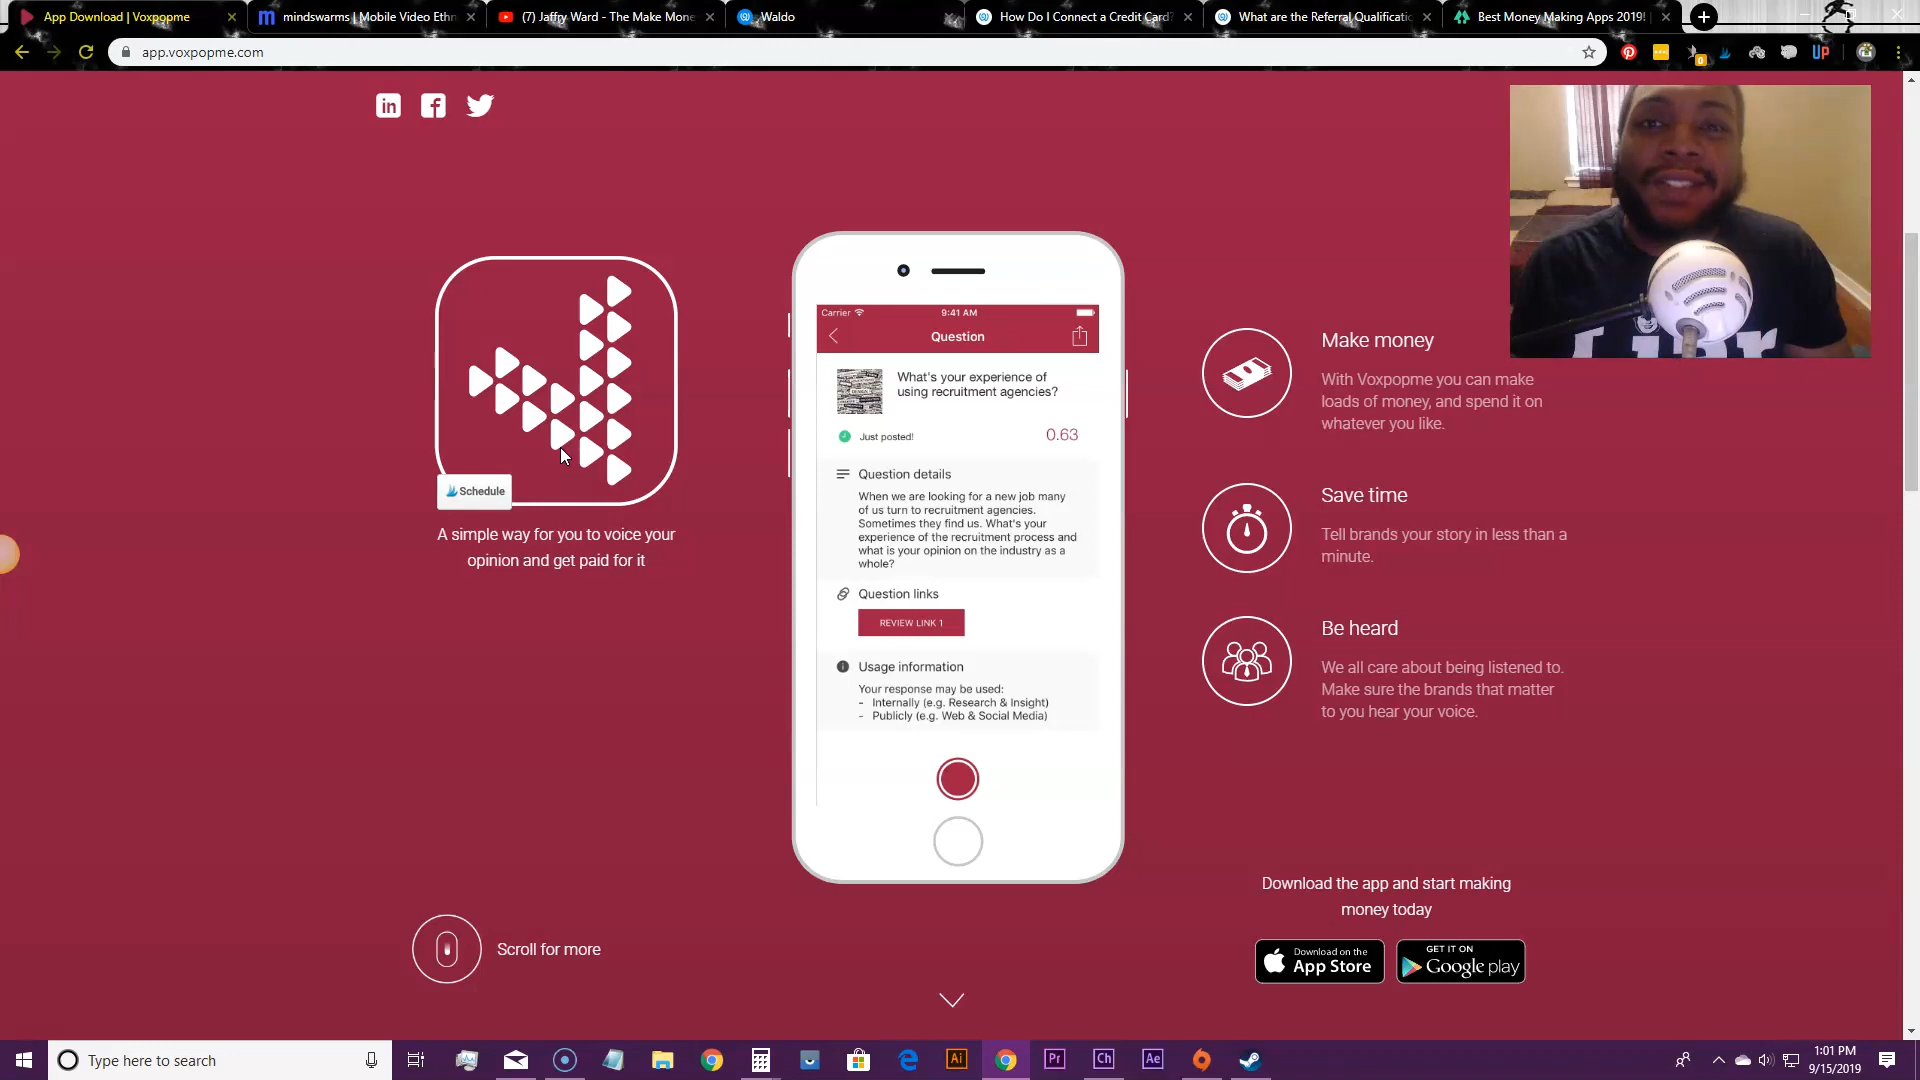 App Download | Voxpopme
mindswarms | Mobile Video Ethn
(7) Jaffry Ward - The Make Mone
Waldo
How Do I Connect a Credit Card?
What are the Referral Qualificatio
Best Money Making Apps 2019!
app.voxpopme.com
UP
in
Make money
With Voxpopme you can make
loads of money, and spend it on
whatever you like.
Save time
Tell brands your story in less than a
minute.
Be heard
We all care about being listened to.
Make sure the brands that matter
to you hear your voice.
Schedule
A simple way for you to voice your
opinion and get paid for it
Carrier
9:41 AM
Question
What's your experience of
using recruitment agencies?
Just posted!
0.63
Question details
When we are looking for a new job many
of us turn to recruitment agencies.
Sometimes they find us. What's your
experience of the recruitment process and
what is your opinion on the industry as a
whole?
Question links
REVIEW LINK 1
Usage information
Your response may be used:
- Internally (e.g. Research & Insight)
- Publicly (e.g. Web & Social Media)
Scroll for more
Download the app and start making
money today
Download on the
App Store
GET IT ON
Google play
Type here to search
Ai
Pr
Ch
Ae
1:01 PM
9/15/2019